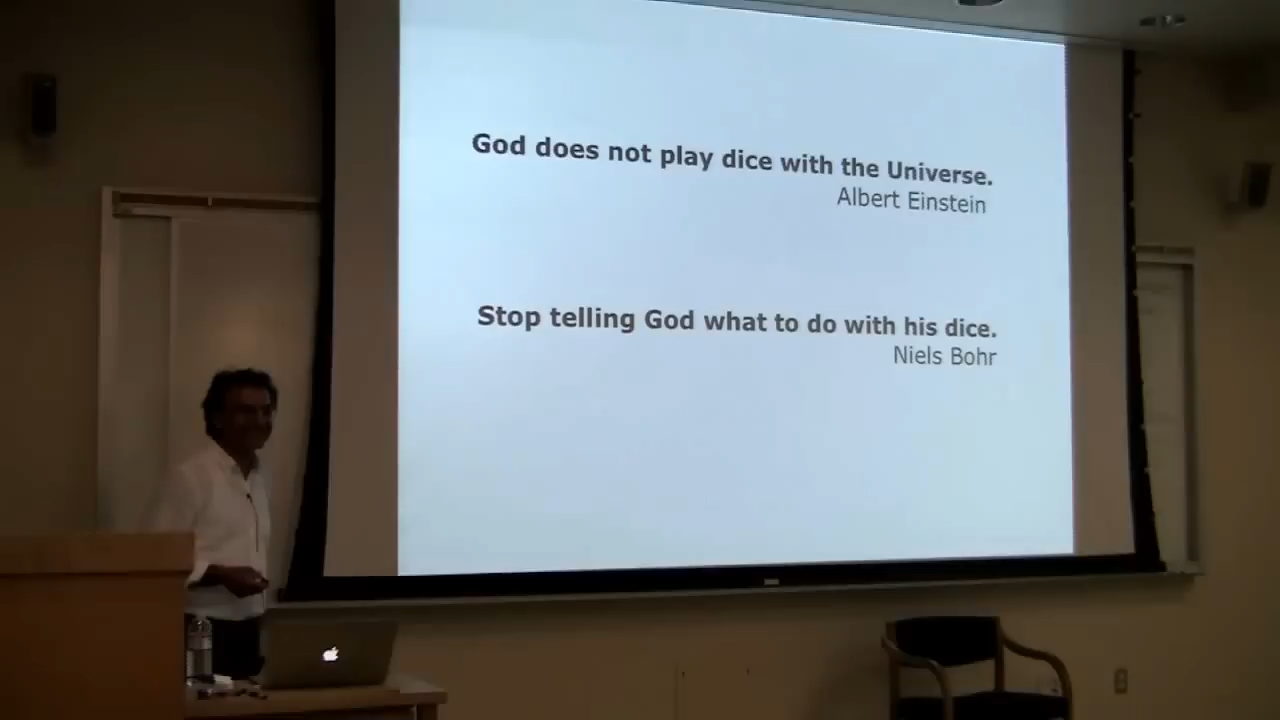 God does not play dice with the Universe.
Albert Einstein
Stop telling God what to do with his dice.
Niels Bohr